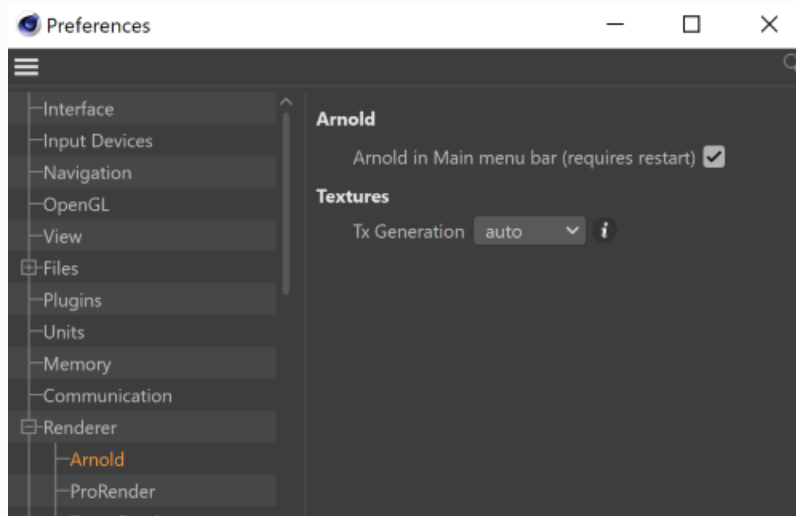 Preferences
Interface
Input Devices
Navigation
OpenGL
View
Files
Plugins
Units
Memory
Communication
Renderer
Arnold
ProRender
Arnold
Arnold in Main menu bar (requires restart)
Textures
Tx Generation auto i